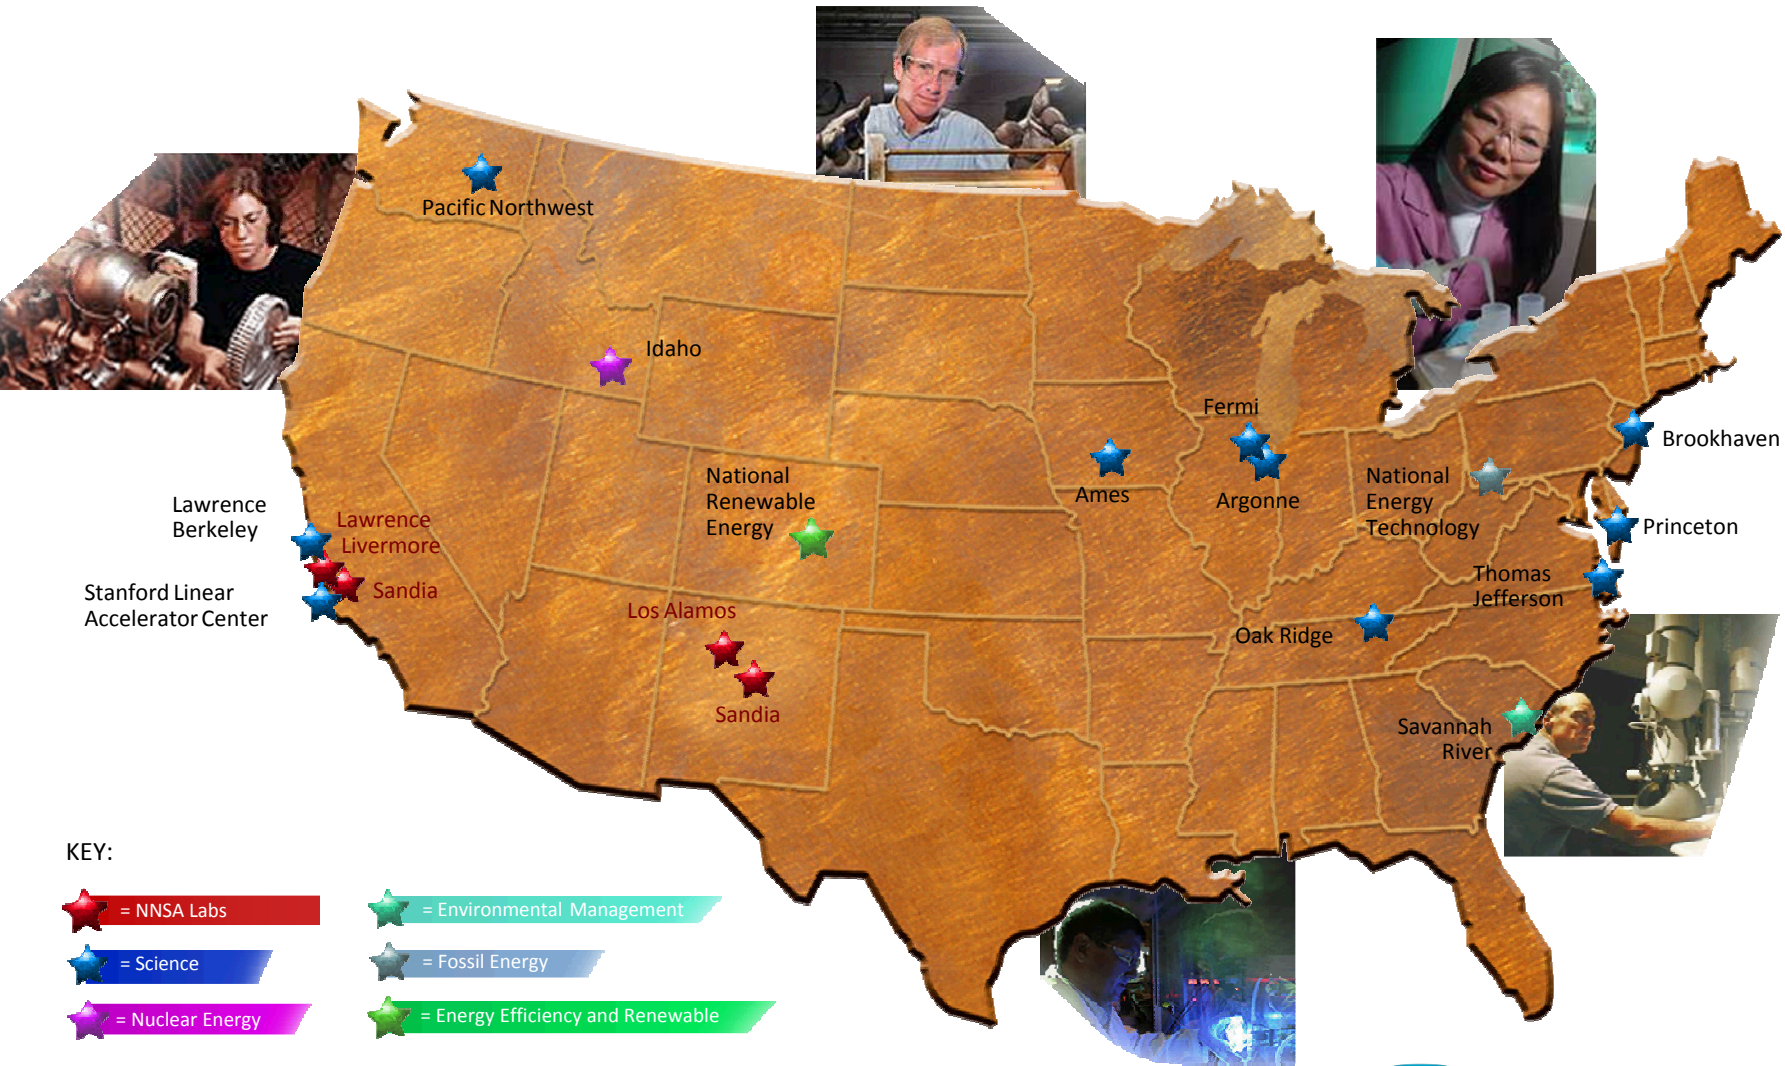 Pacific Northwest
Idaho
Fermi
Brookhaven
National
Renewable
Energy
Ames
Argonne
National
Energy
Technology
Lawrence
Berkeley
Lawrence
Livermore
Princeton
Stanford Linear
Accelerator Center
Sandia
Thomas
Jefferson
Los Alamos
Oak Ridge
Sandia
Savannah
River
KEY:
= NNSA Labs
= Environmental Management
= Science
= Fossil Energy
= Nuclear Energy
= Energy Efficiency and Renewable